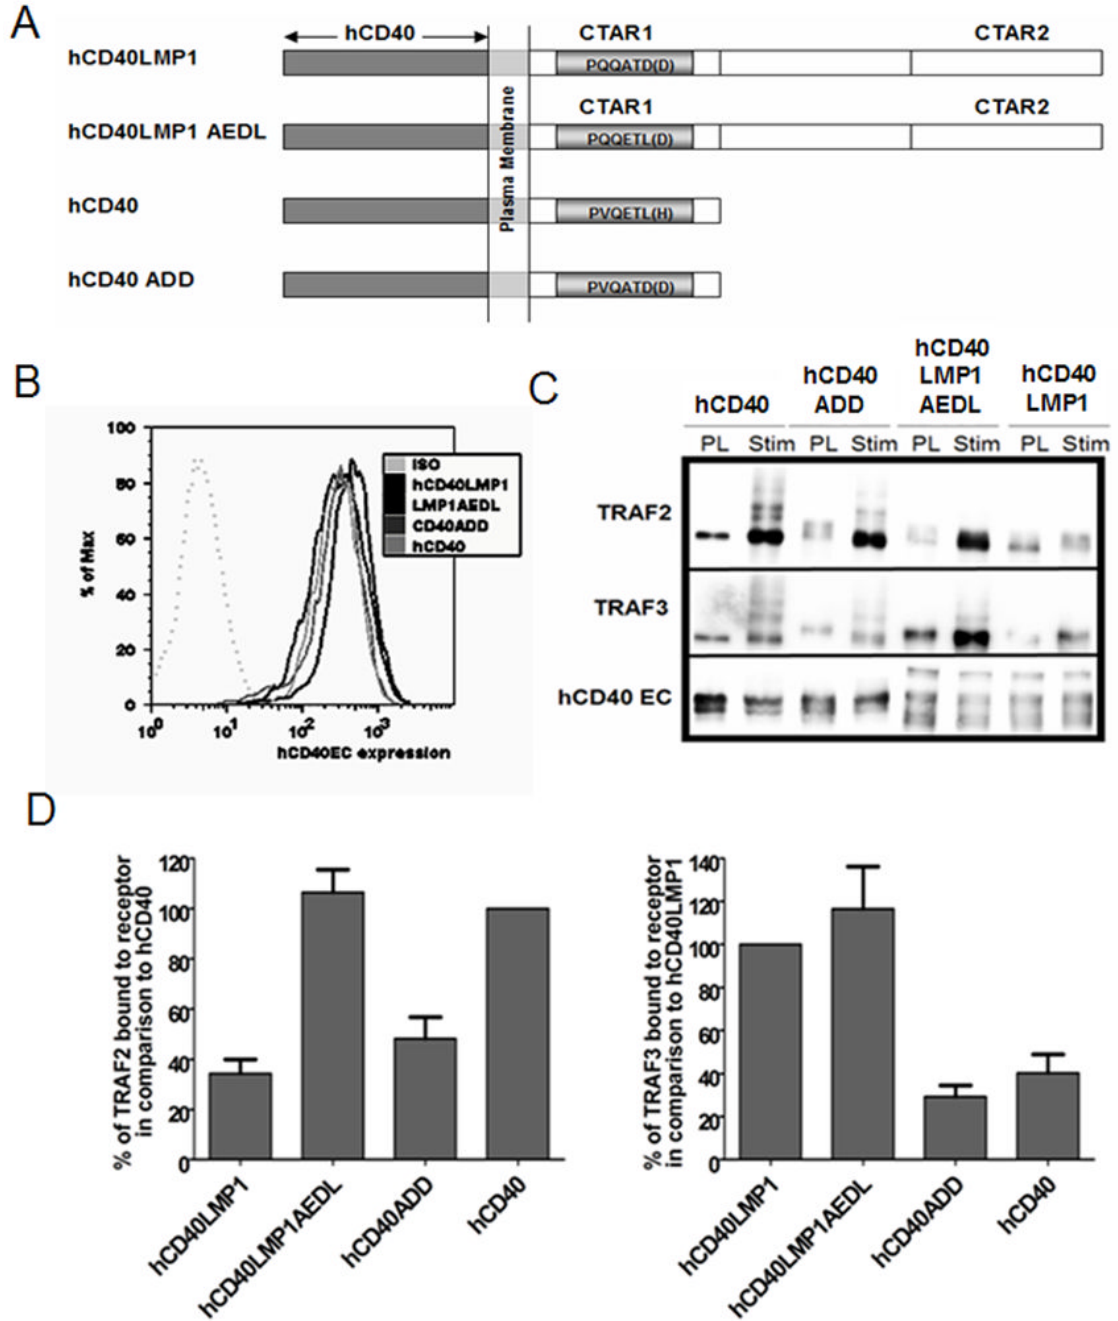 A
hCD40
CTAR1
CTAR2
hCD40LMP1
PQQATD(D)
CTAR1
CTAR2
hCD40LMP1 AEDL
PQQETL(D)
Plasma Membrane
hCD40
PVQETL(H)
hCD40 ADD
PVQATD(D)
B
100
80
60
40
20
0
% of Max
10⁰
10¹
10²
10³
hCD40EC expression
ISO
hCD40LMP1
LMP1AEDL
CD40ADD
hCD40
C
hCD40
hCD40
ADD
hCD40
LMP1
AEDL
hCD40
LMP1
PL Stim PL Stim PL Stim PL Stim
TRAF2
TRAF3
hCD40 EC
D
% of TRAF2 bound to receptor
in comparison to hCD40
120
100
80
60
40
20
0
hCD40LMP1
hCD40LMP1AEDL
hCD40ADD
hCD40
% of TRAF3 bound to receptor
in comparison to hCD40LMP1
140
120
100
80
60
40
20
0
hCD40LMP1
hCD40LMP1AEDL
hCD40ADD
hCD40